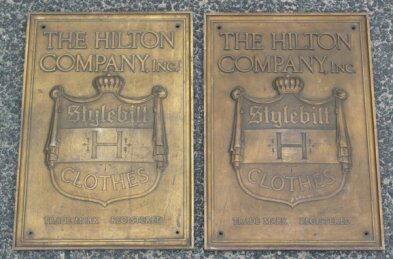 THE HILTON
COMPANY, INC.
Stylebilt
H
CLOTHES
TRADE MARK REGISTERED
THE HILTON
COMPANY, INC.
Stylebilt
H
CLOTHES
TRADE MARK REGISTERED